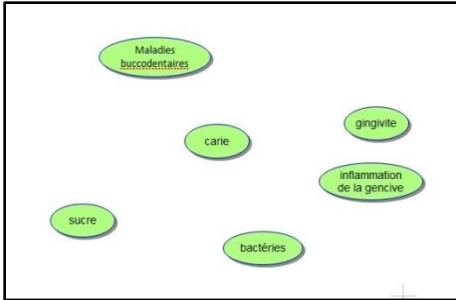 Maladies
buccodentaires
gingivite
carie
inflammation
de la gencive
sucre
bactéries